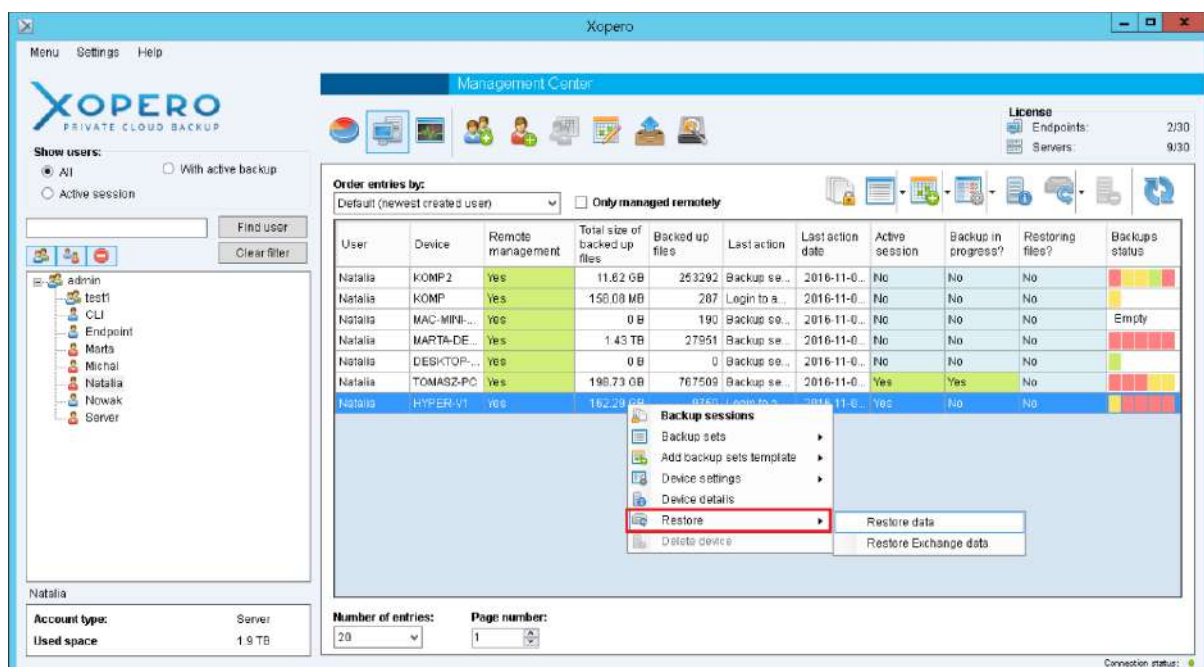 Xopero
Menu Settings Help
XOPERO
PRIVATE CLOUD BACKUP
Show users:
All
With active backup
Active session
Find user
Clear filter
admin
test1
CLI
Endpoint
Marta
Michal
Natalia
Nowak
Server
Natalia
Account type: Server
Used space 1.9 TB
Management Center
License
Endpoints: 2/30
Servers: 9/30
Order entries by:
Default (newest created user)
Only managed remotely
User Device Remote management Total size of backed up files Backed up files Last action Last action date Active session Backup in progress? Restoring files? Backups status
Natalia KOMP2 Yes 11.62 GB 253292 Backup se... 2016-11-0... No No No
Natalia KOMP Yes 158,08 MB 287 Login to a... 2016-11-0... No No No
Natalia MAC-MINI-... Yes 0 B 190 Backup se... 2016-11-0... No No No Empty
Natalia MARTA-DE... Yes 1.43 TB 27951 Backup se... 2016-11-0... No No No
Natalia DESKTOP-... Yes 0 B 0 Backup se... 2016-11-0... No No No
Natalia TOMASZ-PC Yes 198.73 GB 767509 Backup se... 2016-11-0... Yes Yes No
Natalia HYPER-V1 Yes 162.29 GB Login to a... 2016-11-0... Yes No No
Backup sessions
Backup sets
Add backup sets template
Device settings
Device details
Restore
Delete device
Restore data
Restore Exchange data
Number of entries: Page number:
20 1
Connection status: